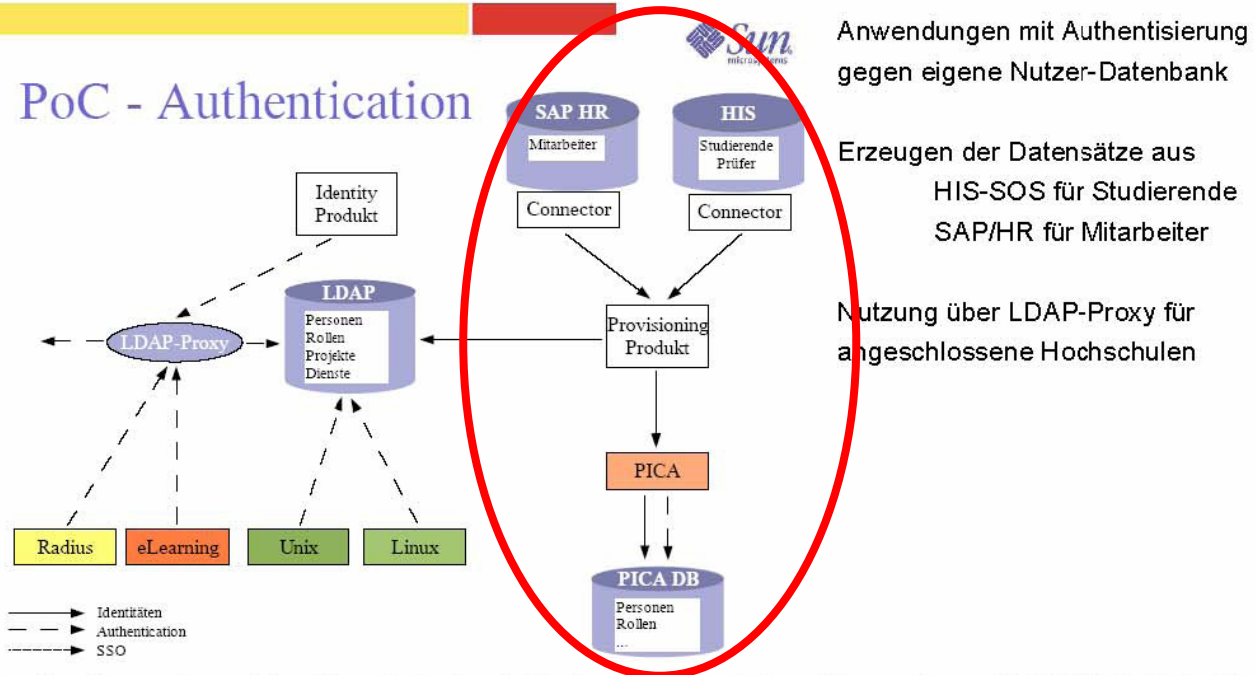 Sun
microsystems
PoC - Authentication
SAP HR
Mitarbeiter
HIS
Studierende
Prüfer
Connector
Connector
Identity
Produkt
LDAP
Personen
Rollen
Projekte
Dienste
LDAP-Proxy
Provisioning
Produkt
PICA
Radius
eLearning
Unix
Linux
PICA DB
Personen
Rollen
...
Identitäten
Authentication
SSO
Anwendungen mit Authentisierung
gegen eigene Nutzer-Datenbank
Erzeugen der Datensätze aus
HIS-SOS für Studierende
SAP/HR für Mitarbeiter
Nutzung über LDAP-Proxy für
angeschlossene Hochschulen